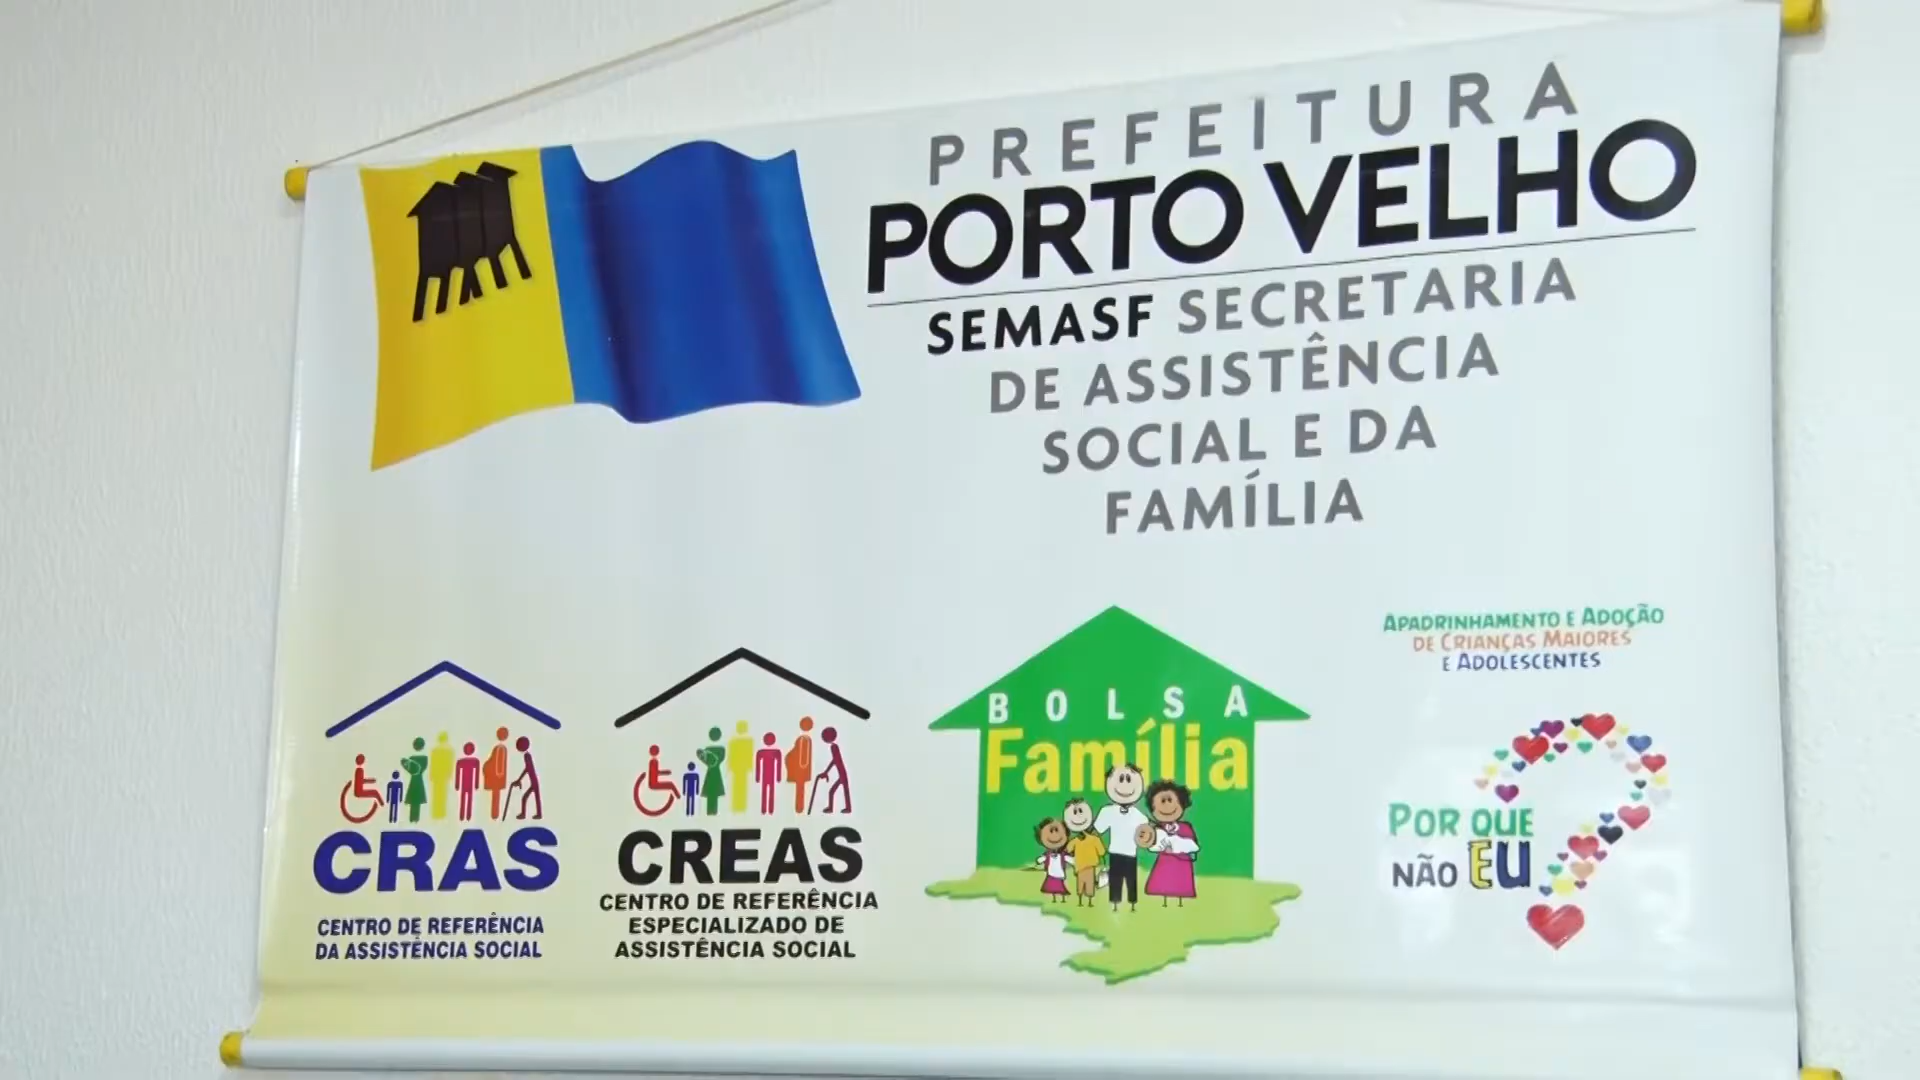 PREFEITURA
PORTO VELHO
SEMASF SECRETARIA
DE ASSISTÊNCIA
SOCIAL E DA
FAMÍLIA
CRAS
CENTRO DE REFERÊNCIA
DA ASSISTÊNCIA SOCIAL
CREAS
CENTRO DE REFERÊNCIA
ESPECIALIZADO DE
ASSISTÊNCIA SOCIAL
BOLSA
Família
APADRINHAMENTO E ADOÇÃO
DE CRIANÇAS MAIORES
E ADOLESCENTES
POR QUE
NÃO EU